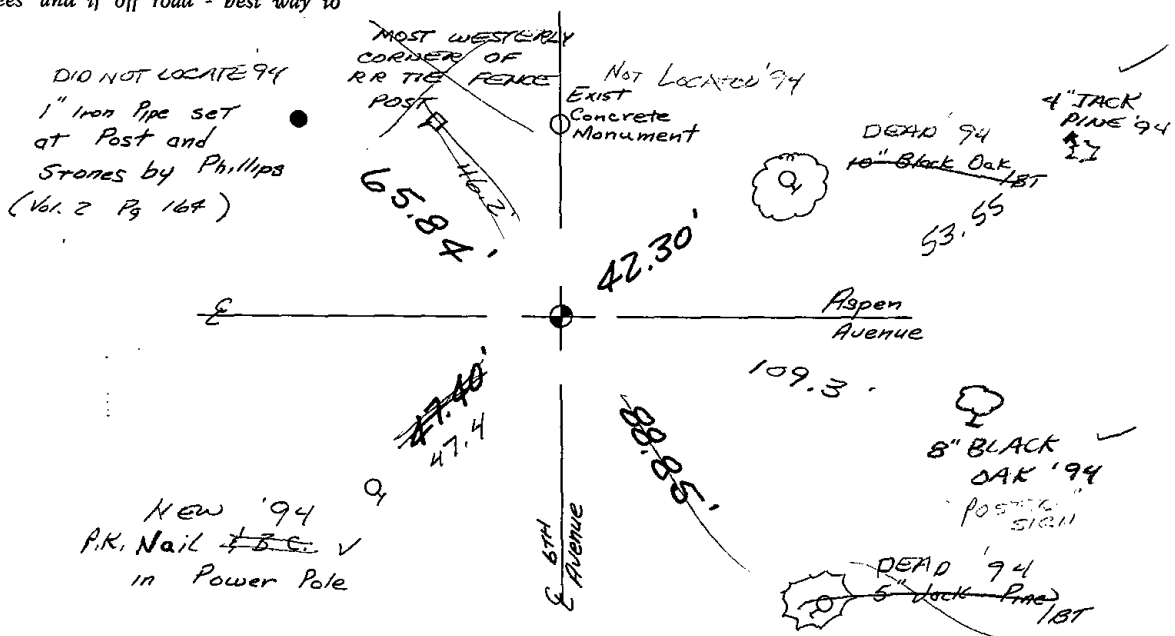 ees and if off road - best way to
MOST WESTERLY
CORNER OF
RR TIE FENCE
POST
DID NOT LOCATE 94
1" Iron Pipe set
at Post and
Stones by Phillips
(Vol. 2 Pg 164)
NOT LOCATED '94
Exist
Concrete
Monument
DEAD '94
10" Black Oak
/BT
4" JACK
PINE '94
65.84'
46.2'
42.30'
53.55
Aspen
Avenue
47.40'
47.4
88.85'
109.3
8" BLACK
OAK '94
SIGN
NEW '94
P.K. Nail & B.C.
in Power Pole
6TH
Avenue
DEAD '94
5" Jack Pine
/BT